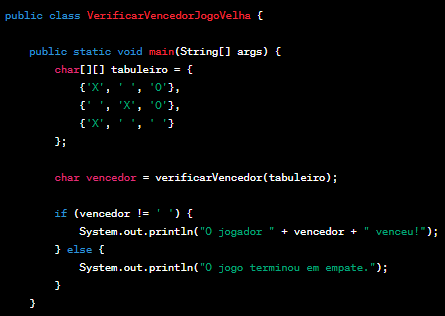 public class VerificarVencedorJogoVelha {
public static void main(String[] args) {
char[][] tabuleiro = {
{'X', ' ', 'O'},
{' ', 'X', 'O'},
{'X', ' ', ' '}
};
char vencedor = verificarVencedor(tabuleiro);
if (vencedor != ' ') {
System.out.println("O jogador " + vencedor + " venceu!");
} else {
System.out.println("O jogo terminou em empate.");
}
}